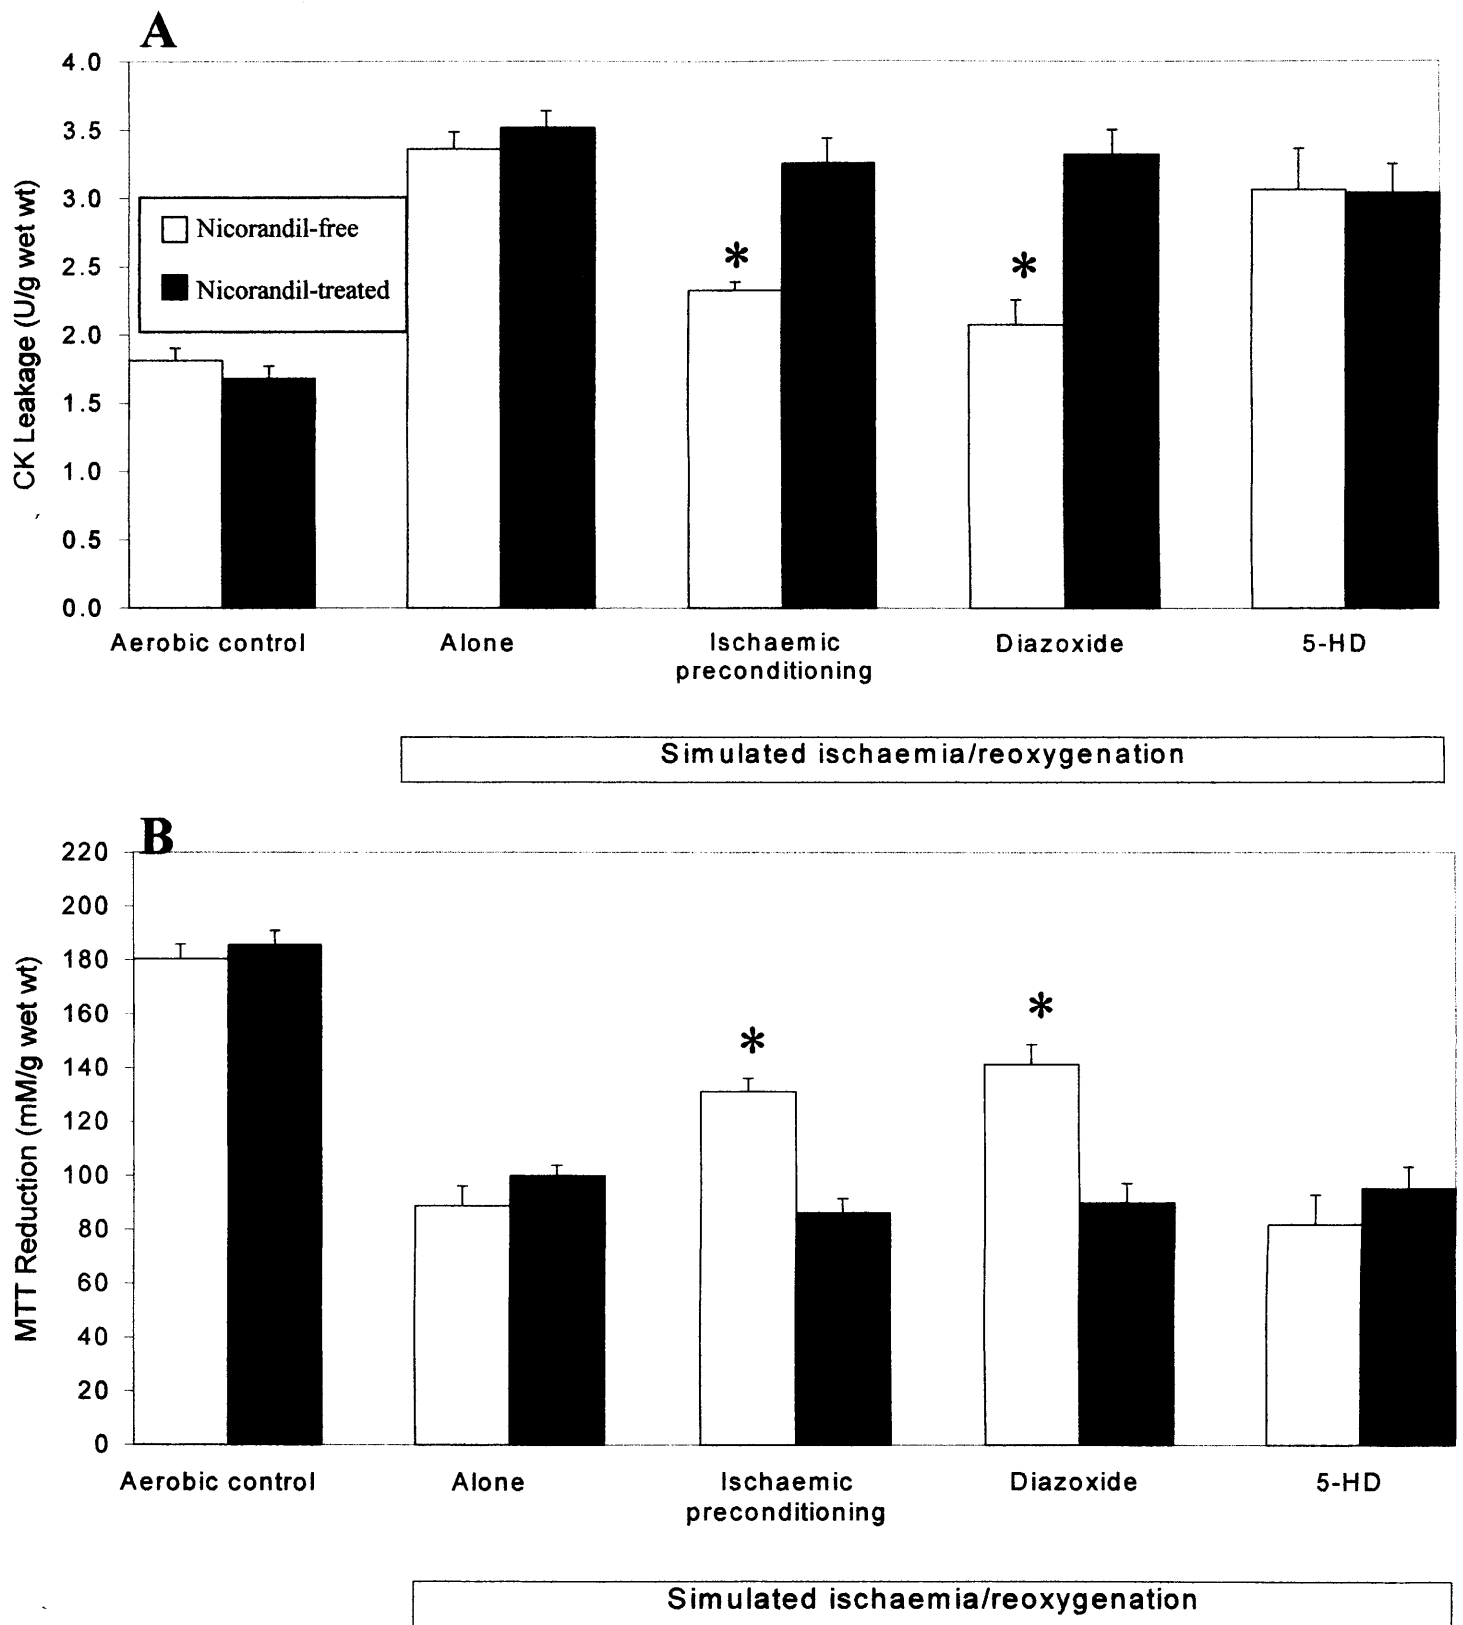 A
4.0
3.5
3.0
2.5
2.0
1.5
1.0
0.5
0.0
CK Leakage (U/g wet wt)
Nicorandil-free
Nicorandil-treated
*
*
Aerobic control
Alone
Ischaemic
preconditioning
Diazoxide
5-HD
Simulated ischaemia/reoxygenation
B
220
200
180
160
140
120
100
80
60
40
20
0
MTT Reduction (mM/g wet wt)
*
*
Aerobic control
Alone
Ischaemic
preconditioning
Diazoxide
5-HD
Simulated ischaemia/reoxygenation